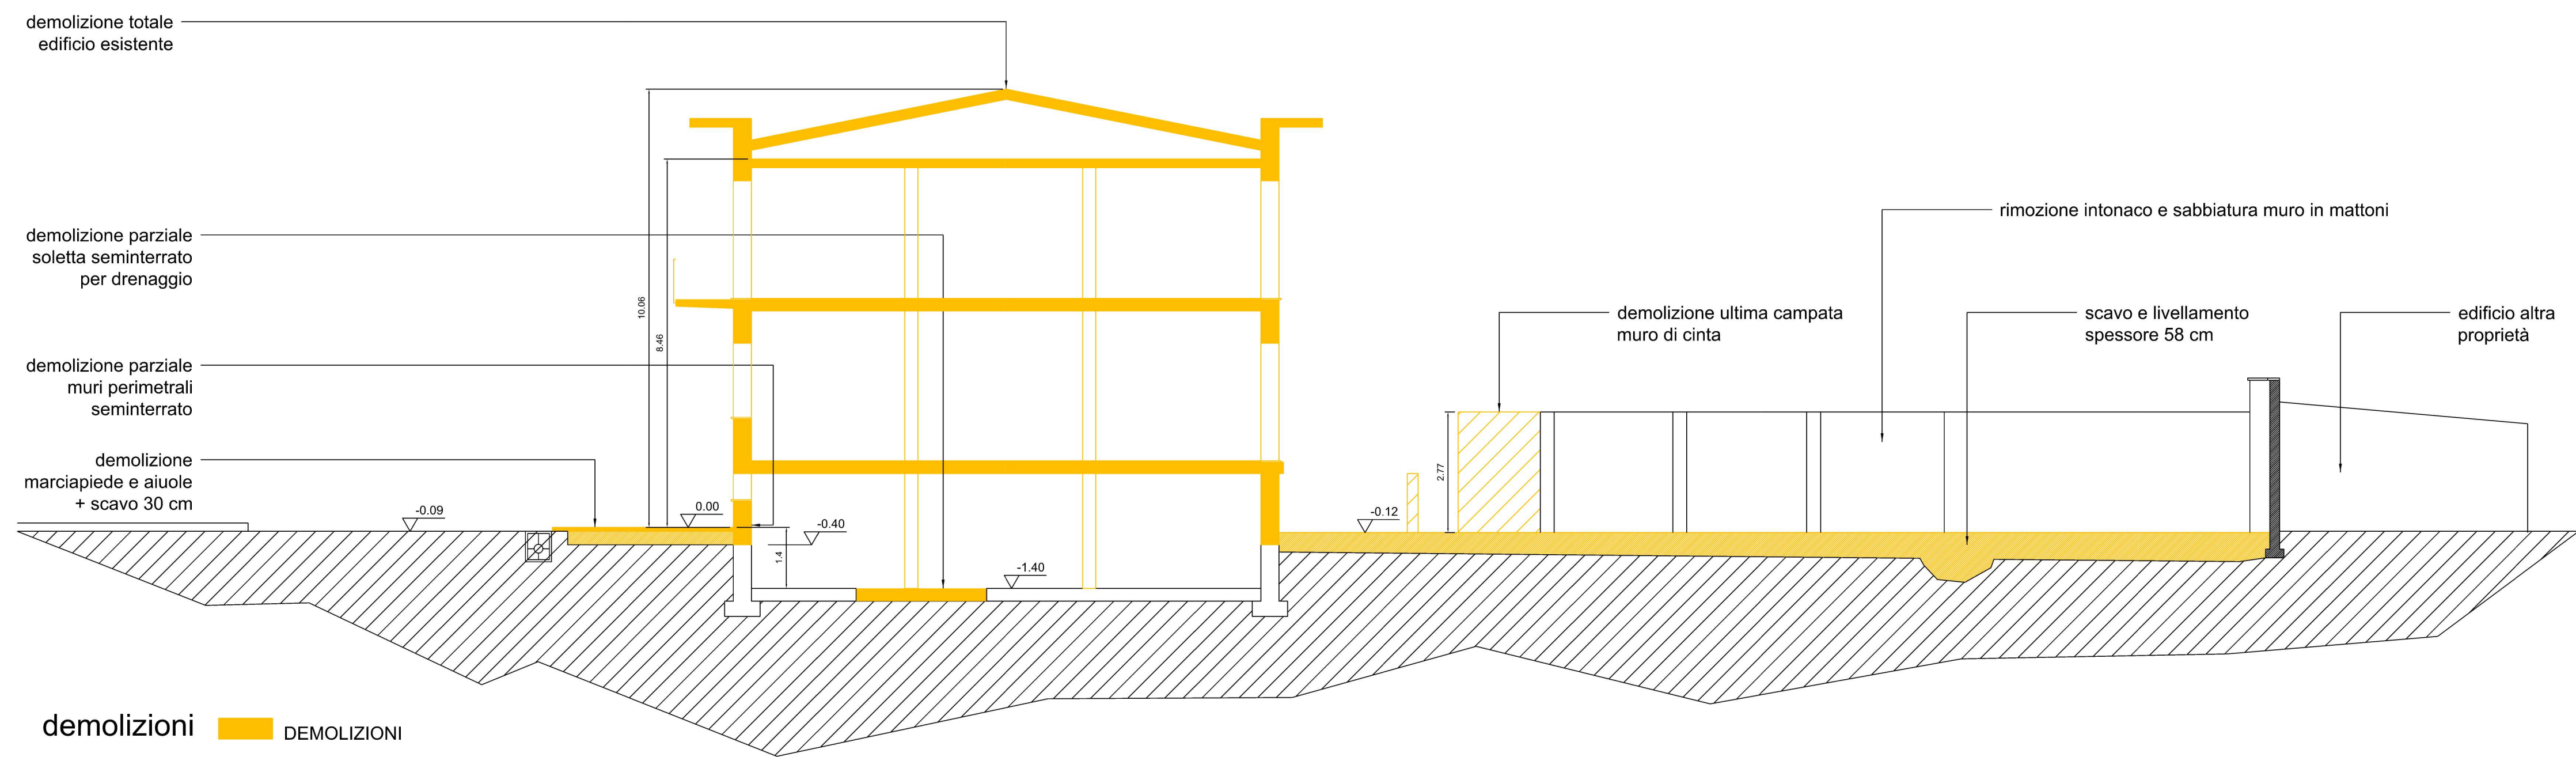 demolizione totale
edificio esistente
demolizione parziale
soletta seminterrato
per drenaggio
demolizione parziale
muri perimetrali
seminterrato
demolizione
marciapiede e aiuole
+ scavo 30 cm
-0.09
10.06
8.46
0.00
-0.40
1.4
-1.40
-0.12
2.77
demolizione ultima campata
muro di cinta
rimozione intonaco e sabbiatura muro in mattoni
scavo e livellamento
spessore 58 cm
edificio altra
proprietà
demolizioni
DEMOLIZIONI